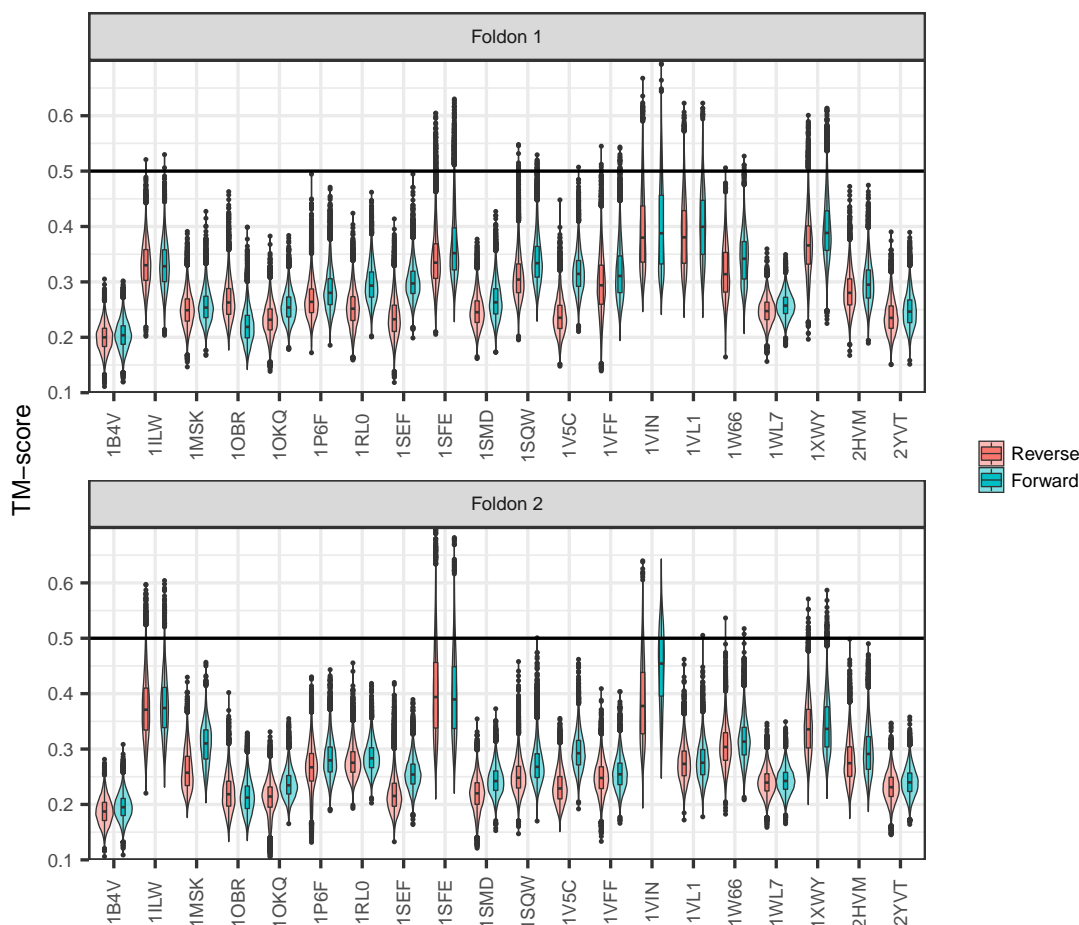 Foldon 1
0.6
0.5
0.4
0.3
0.2
0.1
1B4V
1ILW
1MSK
1OBR
1OKQ
1P6F
1RL0
1SEF
1SFE
1SMD
1SQW
1V5C
1VFF
1VIN
1VL1
1W66
1WL7
1XWY
2HVM
2YVT
TM−score
Reverse
Forward
Foldon 2
0.6
0.5
0.4
0.3
0.2
0.1
1B4V
1ILW
1MSK
1OBR
1OKQ
1P6F
1RL0
1SEF
1SFE
1SMD
1SQW
1V5C
1VFF
1VIN
1VL1
1W66
1WL7
1XWY
2HVM
2YVT